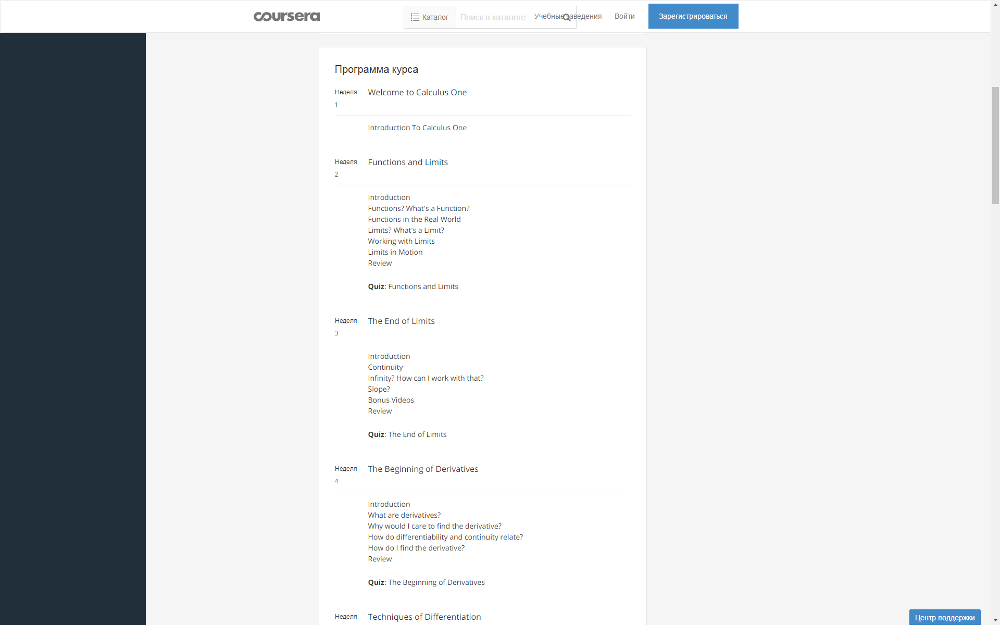 coursera
Каталог
Поиск в каталоге
Учебные заведения
Войти
Зарегистрироваться
Программа курса
Неделя 1
Welcome to Calculus One
Introduction To Calculus One
Неделя 2
Functions and Limits
Introduction
Functions? What's a Function?
Functions in the Real World
Limits? What's a Limit?
Working with Limits
Limits in Motion
Review
Quiz: Functions and Limits
Неделя 3
The End of Limits
Introduction
Continuity
Infinity? How can I work with that?
Slope?
Bonus Videos
Review
Quiz: The End of Limits
Неделя 4
The Beginning of Derivatives
Introduction
What are derivatives?
Why would I care to find the derivative?
How do differentiability and continuity relate?
How do I find the derivative?
Review
Quiz: The Beginning of Derivatives
Неделя
Techniques of Differentiation
Центр поддержки